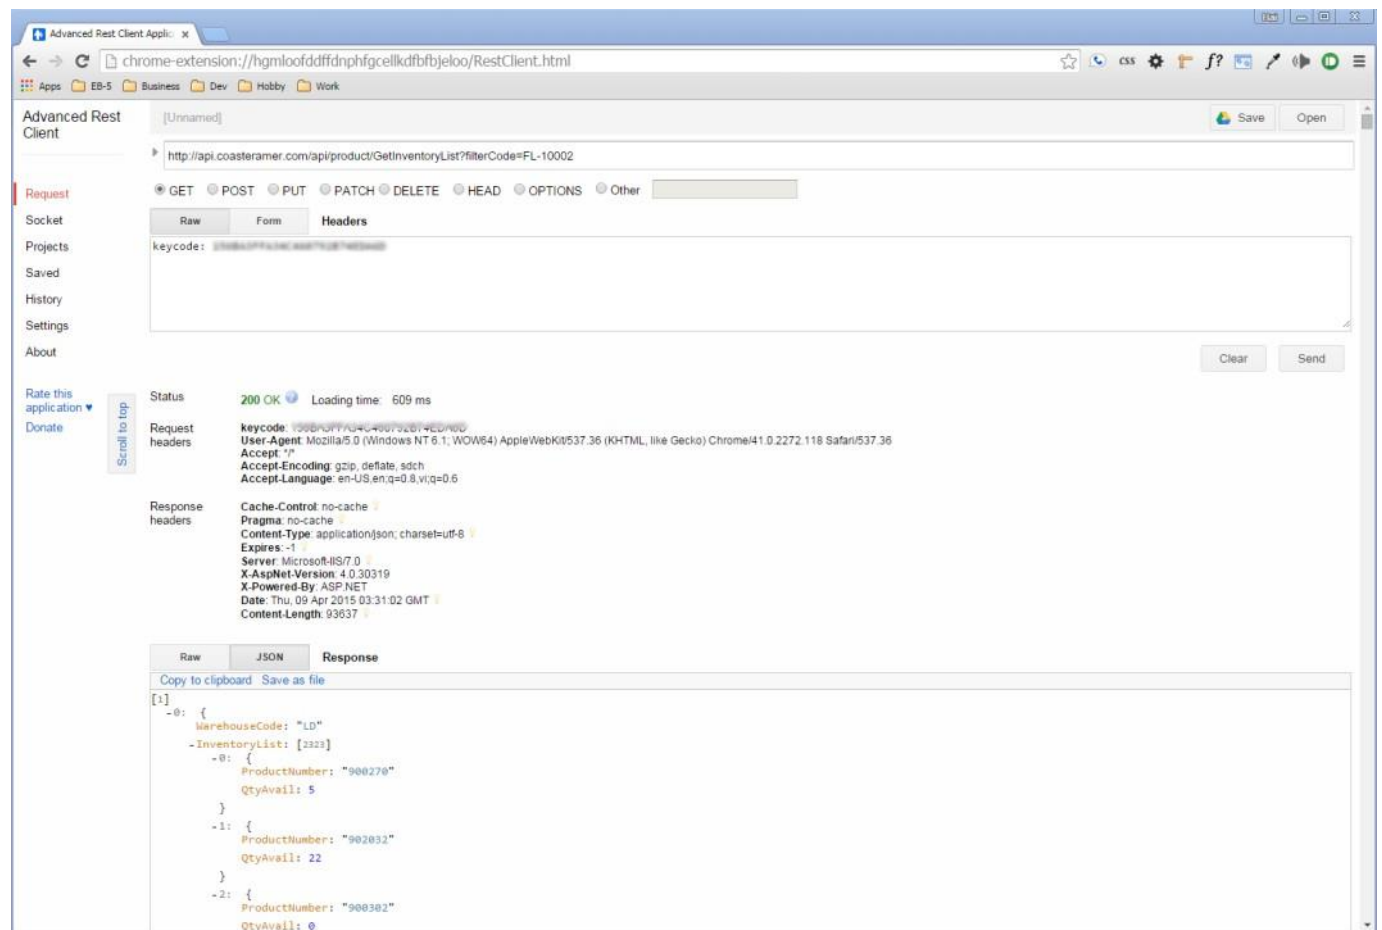 Advanced Rest Client Applic x
chrome-extension://hgmloofddffdnphfgcellkdfbfbjeloo/RestClient.html
css
f?
Apps EB-5 Business Dev Hobby Work
Advanced Rest
Client
[Unnamed]
Save Open
http://api.coasteramer.com/api/product/GetInventoryList?filterCode=FL-10002
Request
GET POST PUT PATCH DELETE HEAD OPTIONS Other
Socket
Raw Form Headers
Projects
keycode:
Saved
History
Settings
About
Clear Send
Rate this
application ♥
Donate
Scroll to top
Status 200 OK Loading time: 609 ms
Request
headers
keycode:
User-Agent: Mozilla/5.0 (Windows NT 6.1; WOW64) AppleWebKit/537.36 (KHTML, like Gecko) Chrome/41.0.2272.118 Safari/537.36
Accept: */*
Accept-Encoding: gzip, deflate, sdch
Accept-Language: en-US,en;q=0.8,vi;q=0.6
Response
headers
Cache-Control: no-cache
Pragma: no-cache
Content-Type: application/json; charset=utf-8
Expires: -1
Server: Microsoft-IIS/7.0
X-AspNet-Version: 4.0.30319
X-Powered-By: ASP.NET
Date: Thu, 09 Apr 2015 03:31:02 GMT
Content-Length: 93637
Raw JSON Response
Copy to clipboard Save as file
[1]
-0: {
WarehouseCode: "LD"
-InventoryList: [2323]
-0: {
ProductNumber: "900270"
QtyAvail: 5
}
-1: {
ProductNumber: "902032"
QtyAvail: 22
}
-2: {
ProductNumber: "900302"
QtyAvail: 0